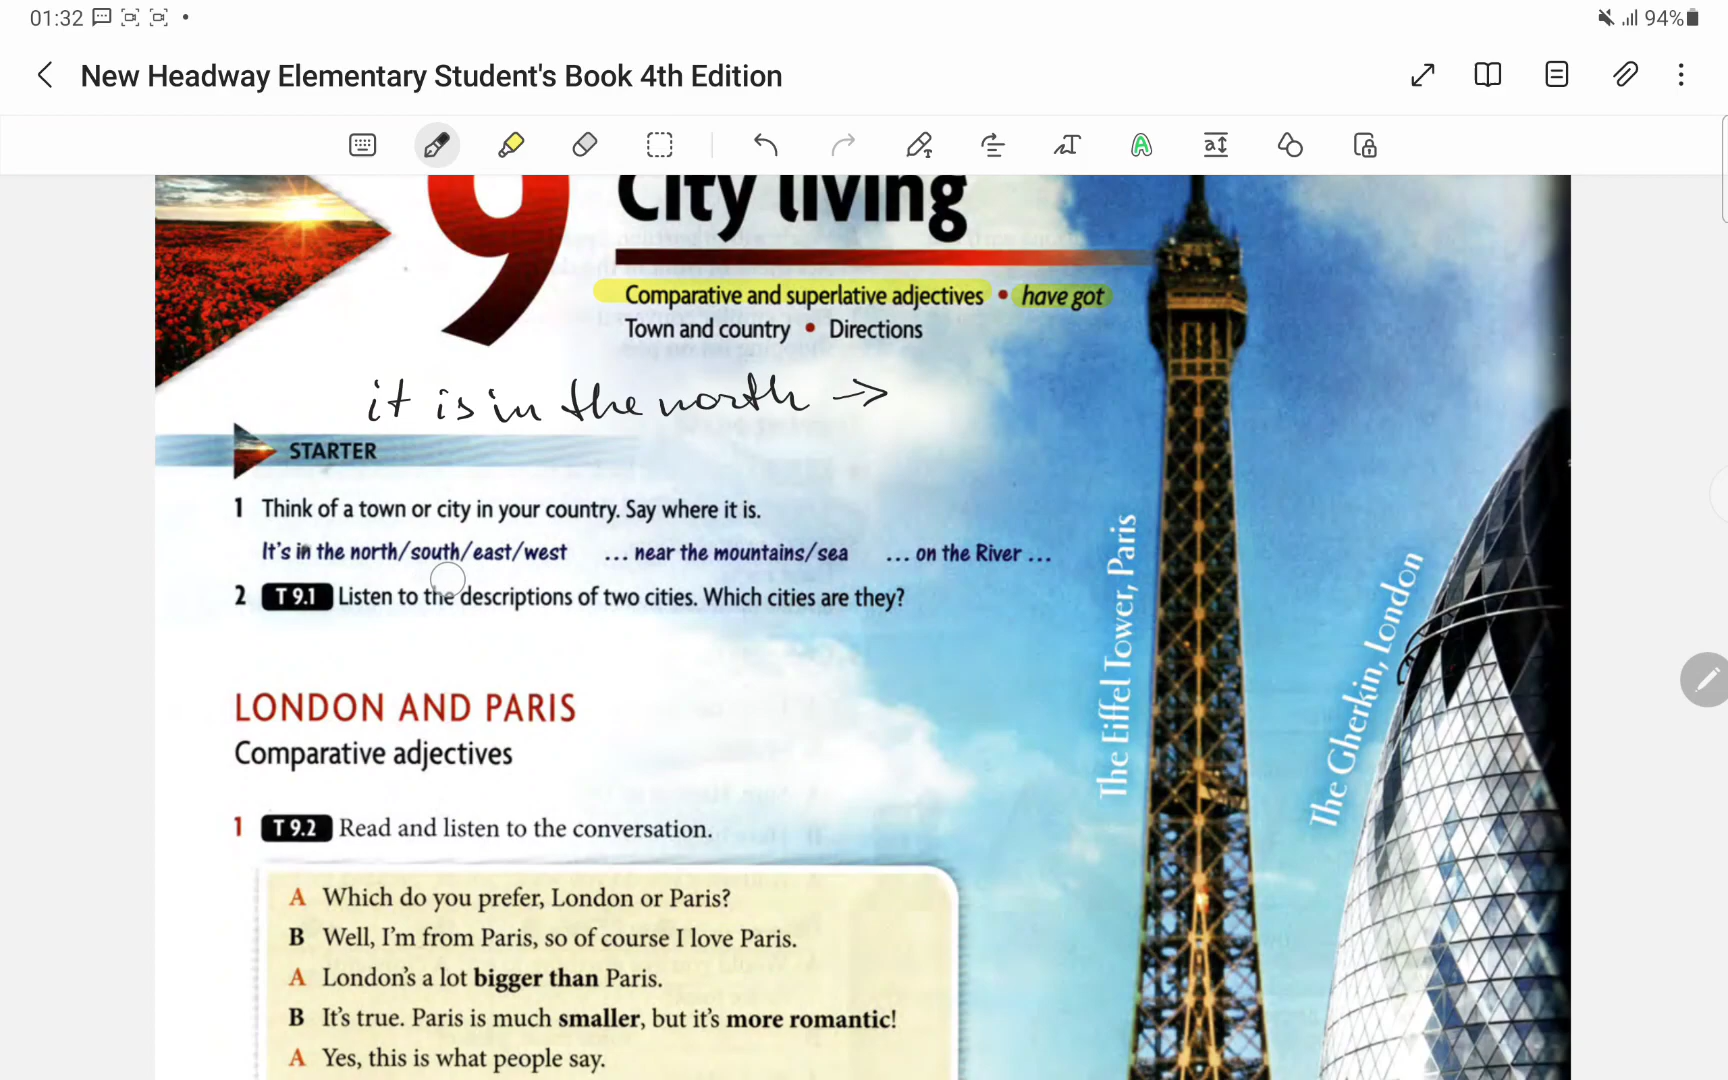 01:32
94%
New Headway Elementary Student's Book 4th Edition
9
City living
Comparative and superlative adjectives • have got
Town and country • Directions
it is in the north →
STARTER
1 Think of a town or city in your country. Say where it is.
It's in the north/south/east/west ... near the mountains/sea ... on the River ...
2 T 9.1 Listen to the descriptions of two cities. Which cities are they?
LONDON AND PARIS
Comparative adjectives
1 T 9.2 Read and listen to the conversation.
A Which do you prefer, London or Paris?
B Well, I'm from Paris, so of course I love Paris.
A London's a lot bigger than Paris.
B It's true. Paris is much smaller, but it's more romantic!
A Yes, this is what people say.
The Eiffel Tower, Paris
The Gherkin, London